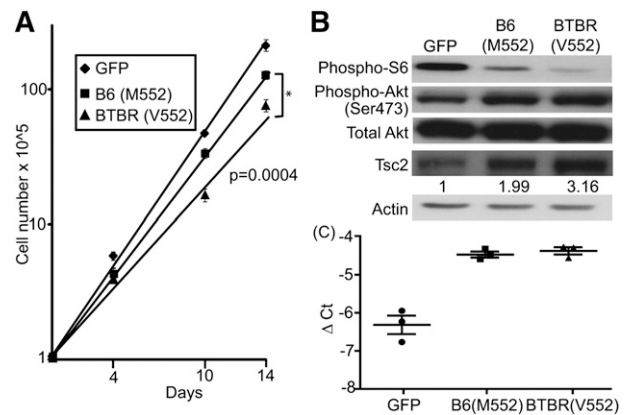 A
Cell number x 10^5
100
10
1
GFP
B6 (M552)
BTBR (V552)
*
p=0.0004
4
10
14
Days
B
GFP
B6
(M552)
BTBR
(V552)
Phospho-S6
Phospho-Akt
(Ser473)
Total Akt
Tsc2
1 1.99 3.16
Actin
(C)
Δ Ct
-4
-5
-6
-7
-8
GFP B6(M552) BTBR(V552)